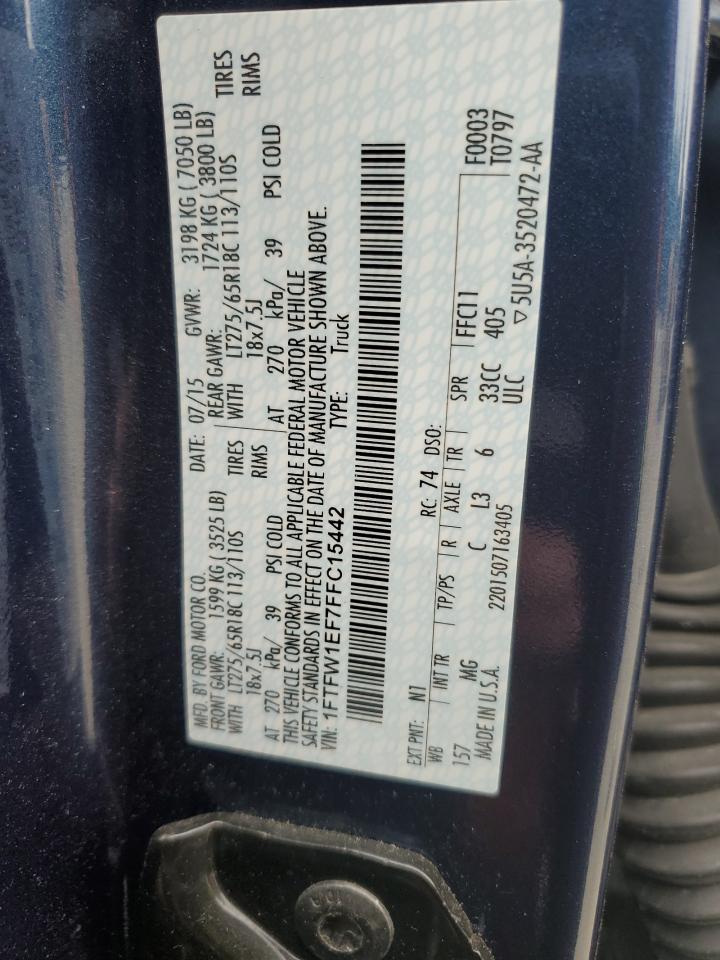 MFD. BY FORD MOTOR CO. DATE: 07/15 GVWR: 3198 KG ( 7050 LB)
FRONT GAWR: 1599 KG ( 3525 LB) REAR GAWR: 1724 KG ( 3800 LB)
WITH LT275/65R18C 113/110S TIRES WITH LT275/65R18C 113/110S TIRES
18x7.5J RIMS 18x7.5J RIMS
AT 270 kPa/ 39 PSI COLD AT 270 kPa/ 39 PSI COLD
THIS VEHICLE CONFORMS TO ALL APPLICABLE FEDERAL MOTOR VEHICLE
SAFETY STANDARDS IN EFFECT ON THE DATE OF MANUFACTURE SHOWN ABOVE.
VIN: 1FTFW1EF7FFC15442 TYPE: Truck
EXT PNT: N1 RC: 74 DSO: F0003
WB INT TR TP/PS R AXLE TR SPR FFC11 T0797
157 MG C L3 6 33CC 405
MADE IN U.S.A. 2201507163405 ULC ▽5U5A-3520472-AA